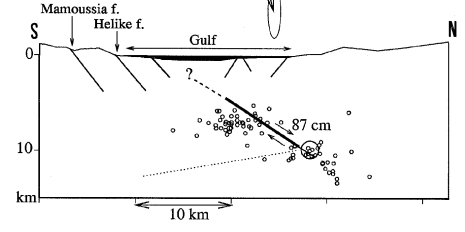 N
Mamoussia f.
Helike f.
S
Gulf
N
0
?
87 cm
10
km
10 km